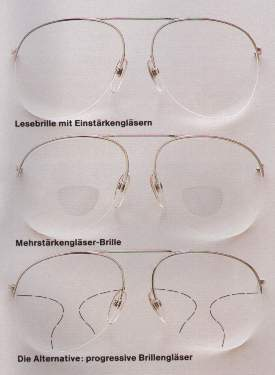 Lesebrille mit Einstärkengläsern
Mehrstärkengläser-Brille
Die Alternative: progressive Brillengläser